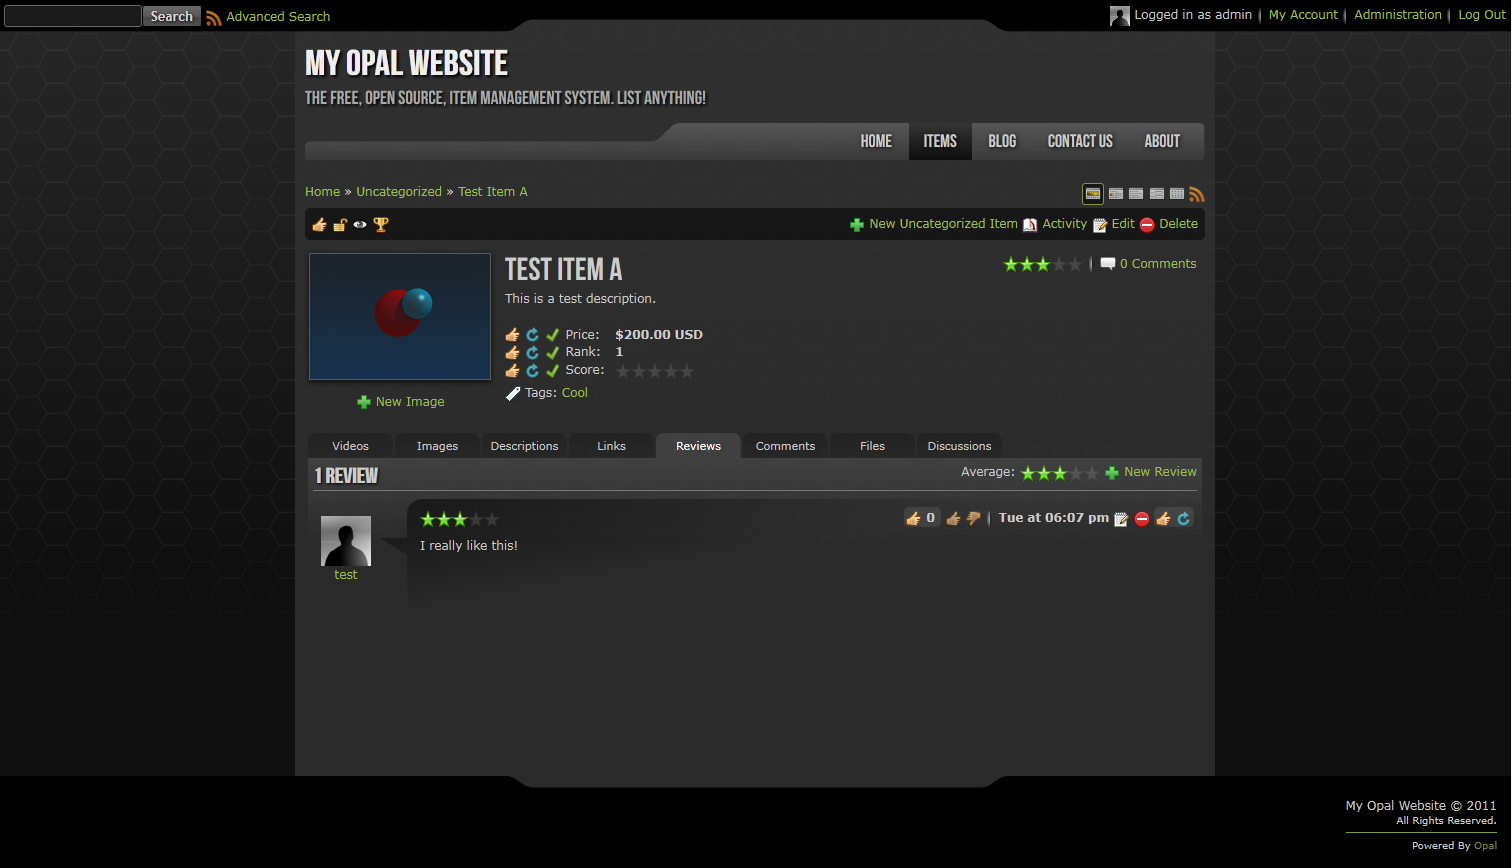 Search Advanced Search Logged in as admin | My Account | Administration | Log Out
MY OPAL WEBSITE
THE FREE, OPEN SOURCE, ITEM MANAGEMENT SYSTEM. LIST ANYTHING!
HOME ITEMS BLOG CONTACT US ABOUT
Home » Uncategorized » Test Item A
New Uncategorized Item Activity Edit Delete
TEST ITEM A
| 0 Comments
This is a test description.
Price: $200.00 USD
Rank: 1
Score:
Tags: Cool
New Image
Videos Images Descriptions Links Reviews Comments Files Discussions
1 REVIEW Average: New Review
0 | Tue at 06:07 pm
I really like this!
test
My Opal Website © 2011
All Rights Reserved.
Powered By Opal